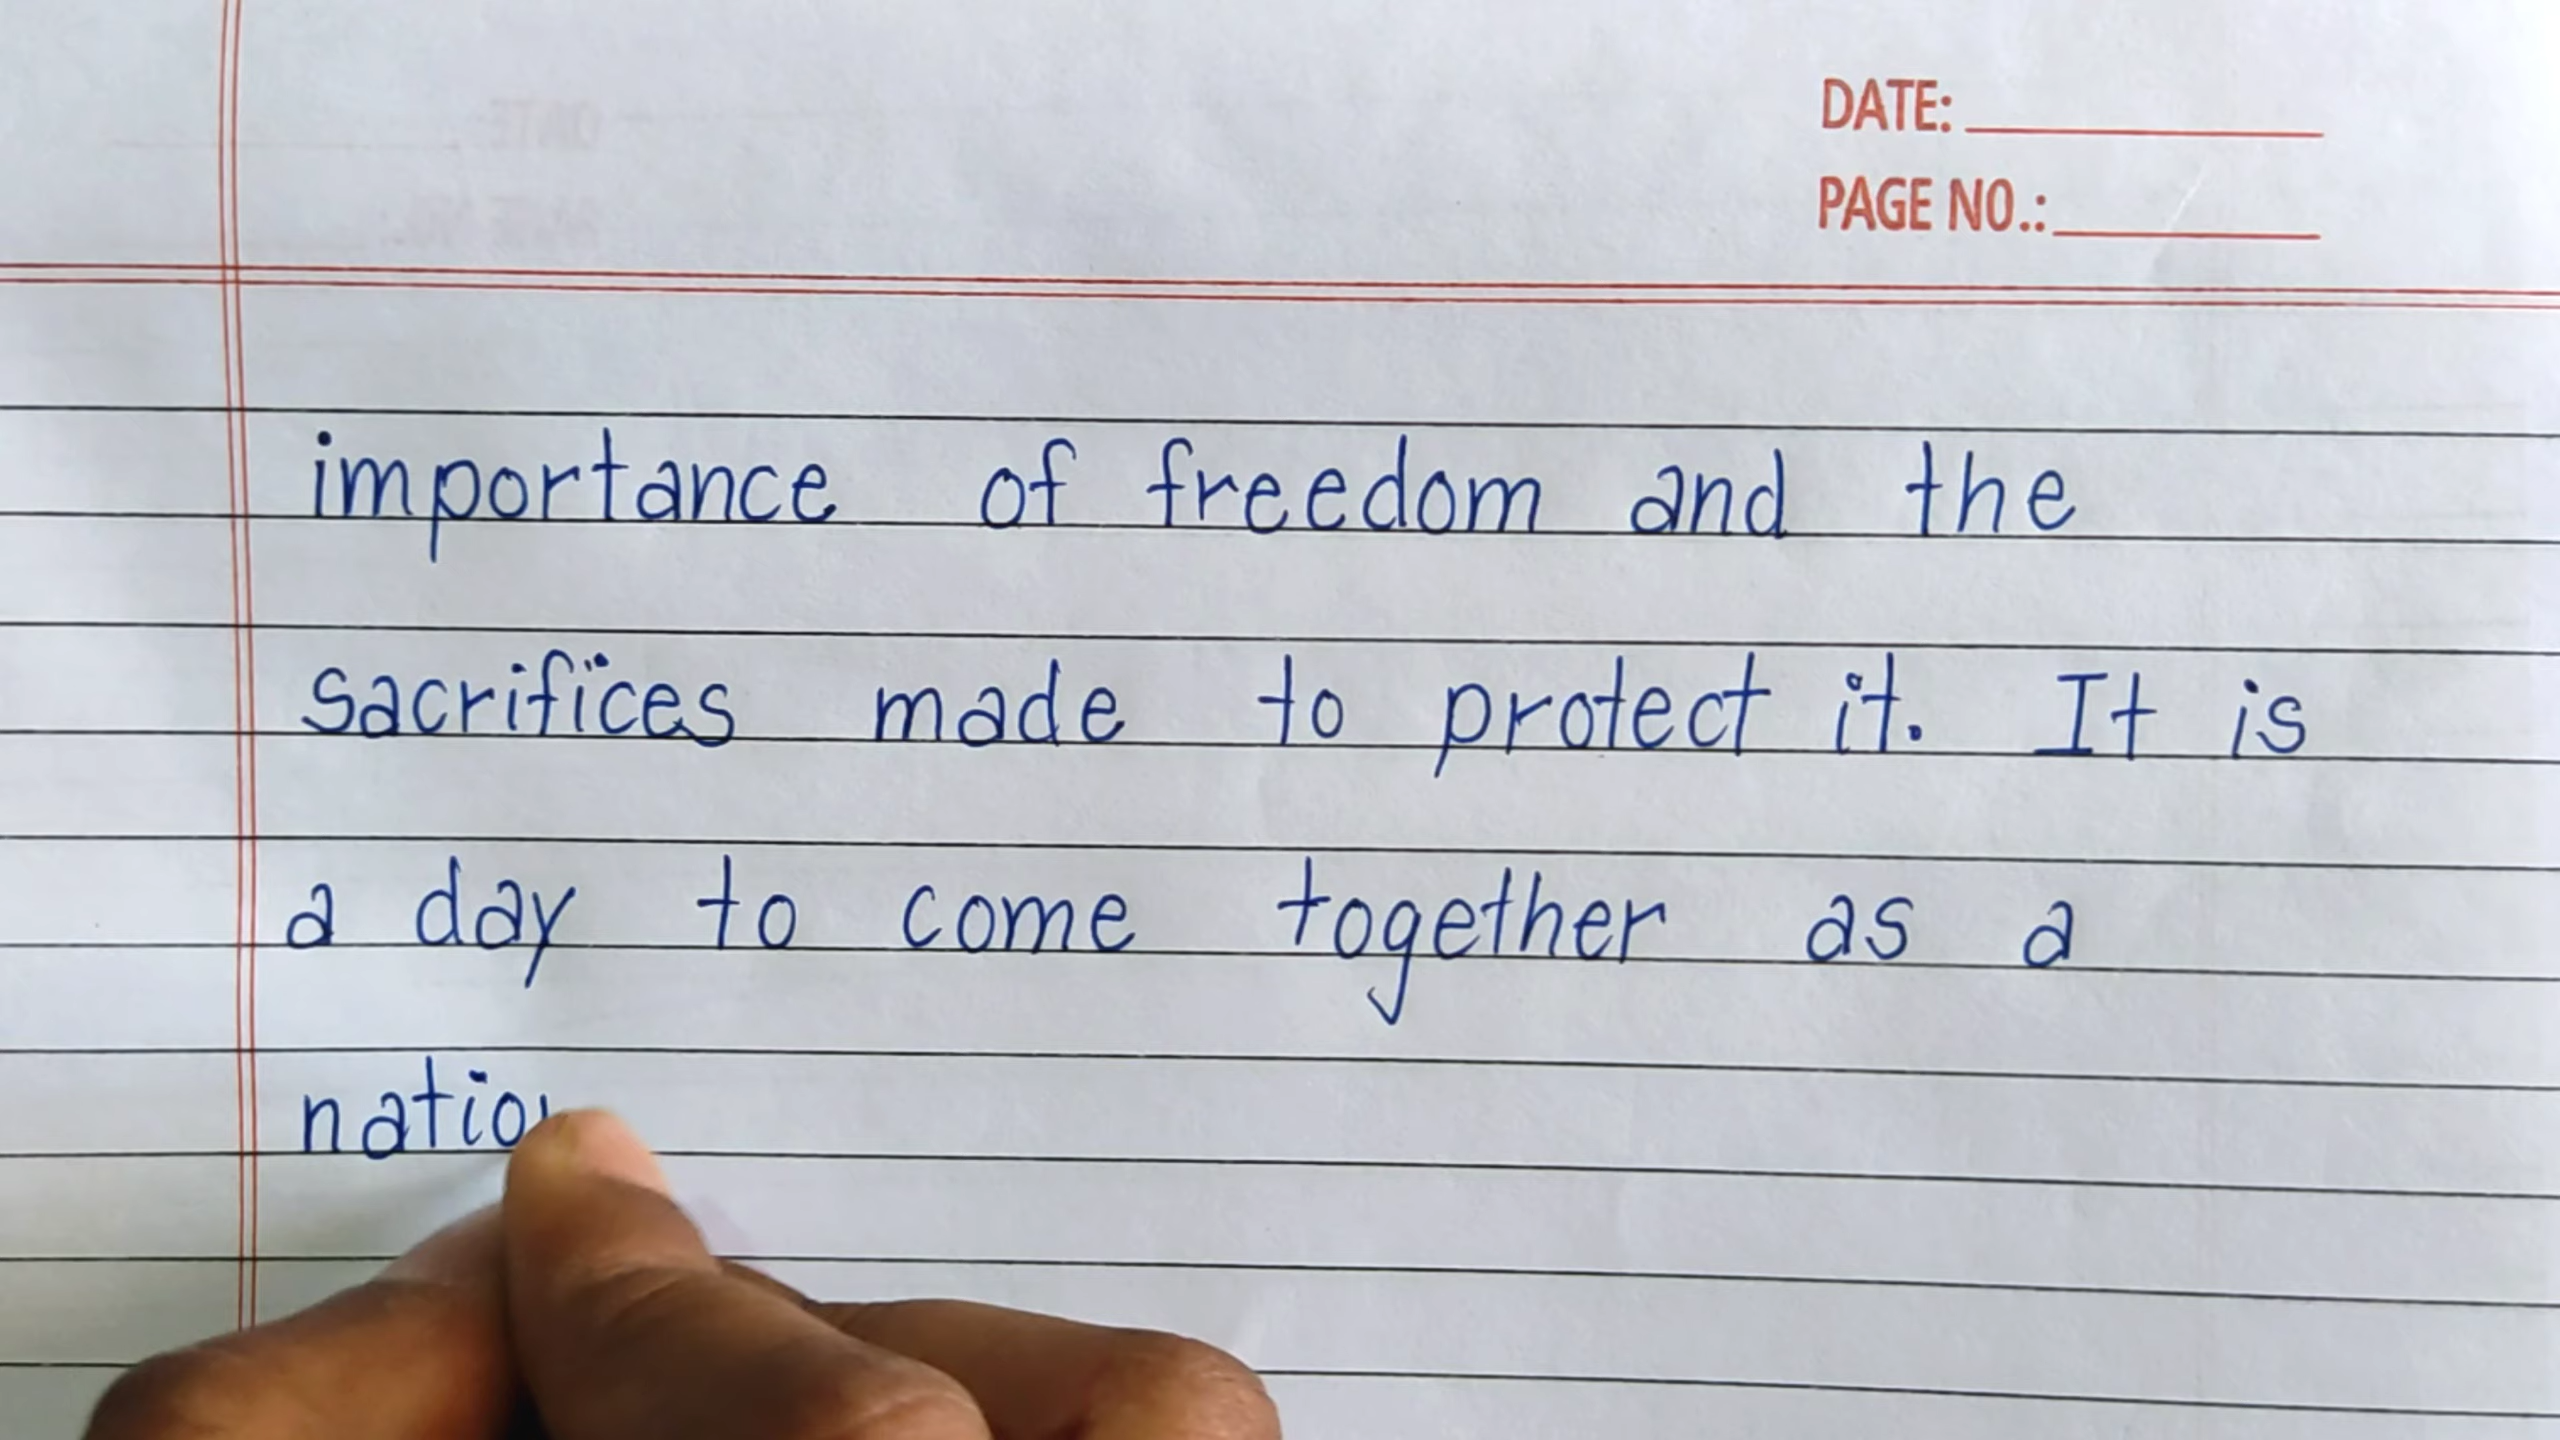 DATE:
PAGE NO.:
importance of freedom and the
sacrifices made to protect it. It is
a day to come together as a